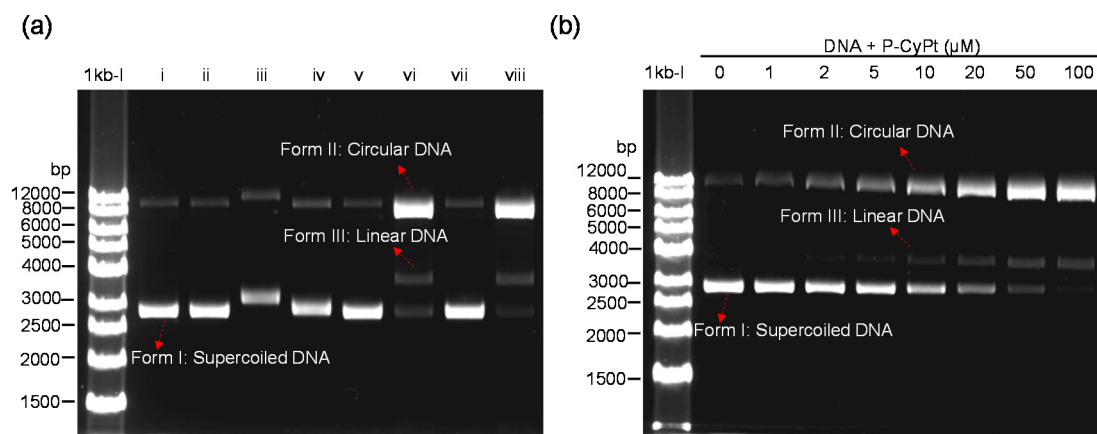 (a)
1kb-I i ii iii iv v vi vii viii
Form II: Circular DNA
bp
12000
8000
6000
5000
4000
3000
2500
2000
1500
Form III: Linear DNA
Form I: Supercoiled DNA
(b)
DNA + P-CyPt (µM)
1kb-I 0 1 2 5 10 20 50 100
Form II: Circular DNA
bp
12000
8000
6000
5000
4000
3000
2500
2000
1500
Form III: Linear DNA
Form I: Supercoiled DNA